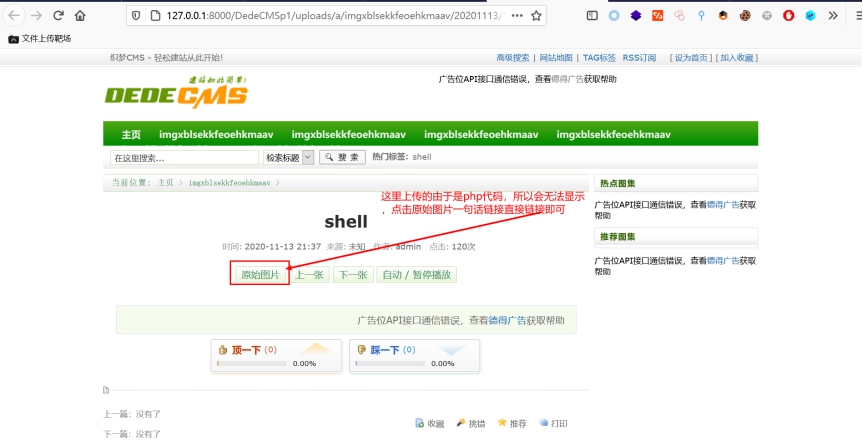 127.0.0.1:8000/DedeCMSp1/uploads/a/imgxblsekkfeoehkmaav/20201113/
文件上传靶场
织梦CMS - 轻松建站从此开始!
高级搜索 | 网站地图 | TAG标签 RSS订阅 [ 设为首页 ] [ 加入收藏 ]
建站如此简单!
DEDECMS
广告位API接口通信错误，查看德得广告获取帮助
主页 imgxblsekkfeoehkmaav imgxblsekkfeoehkmaav imgxblsekkfeoehkmaav imgxblsekkfeoehkmaav
在这里搜索... 检索标题 搜 索 热门标签: shell
当前位置: 主页 > imgxblsekkfeoehkmaav >
这里上传的由于是php代码，所以会无法显示
，点击原始图片一句话链接直接链接即可
热点图集
广告位API接口通信错误，查看德得广告获取
帮助
推荐图集
广告位API接口通信错误，查看德得广告获取
帮助
shell
时间: 2020-11-13 21:37 来源: 未知 作者: admin 点击: 120次
原始图片 上一张 下一张 自动 / 暂停播放
广告位API接口通信错误，查看德得广告获取帮助
顶一下 (0) 踩一下 (0)
0.00% 0.00%
上一篇：没有了
收藏 挑错 推荐 打印
下一篇：没有了